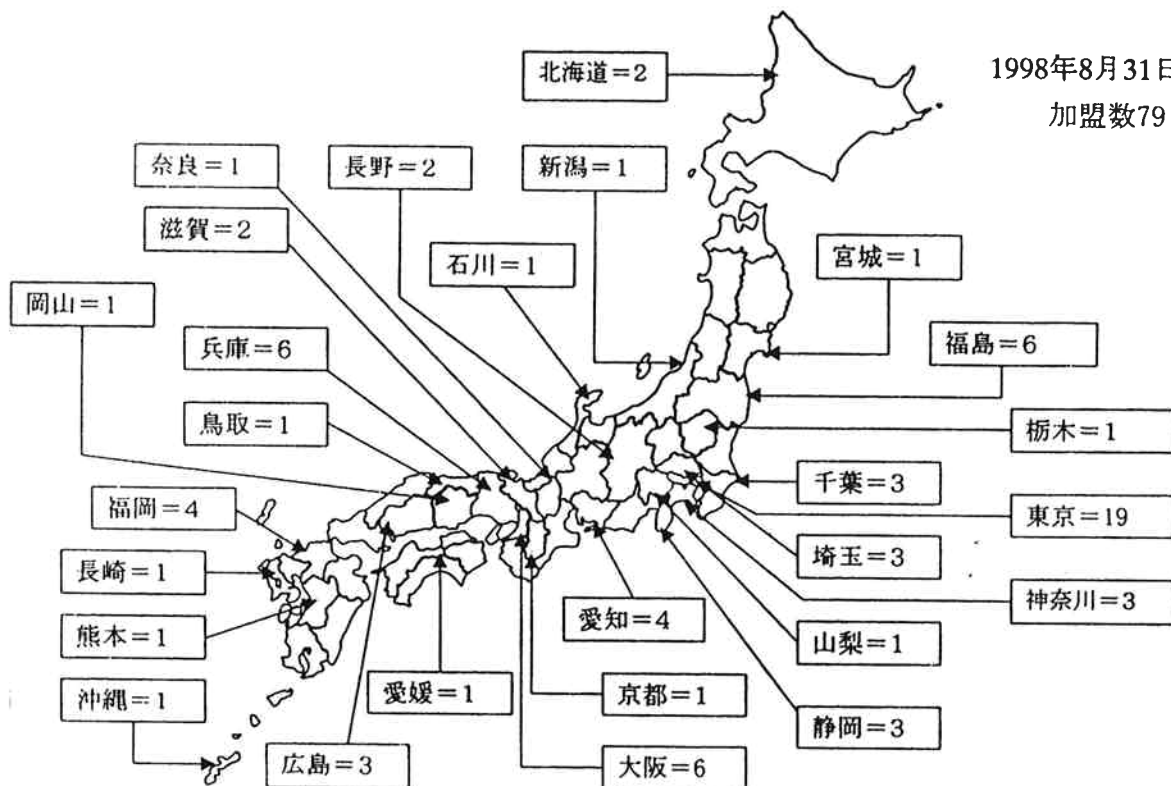 北海道=2
1998年8月31日
加盟数79
奈良=1
長野=2
新潟=1
滋賀=2
石川=1
宮城=1
岡山=1
兵庫=6
福島=6
鳥取=1
栃木=1
千葉=3
福岡=4
東京=19
埼玉=3
長崎=1
神奈川=3
愛知=4
熊本=1
山梨=1
愛媛=1
京都=1
沖縄=1
静岡=3
広島=3
大阪=6